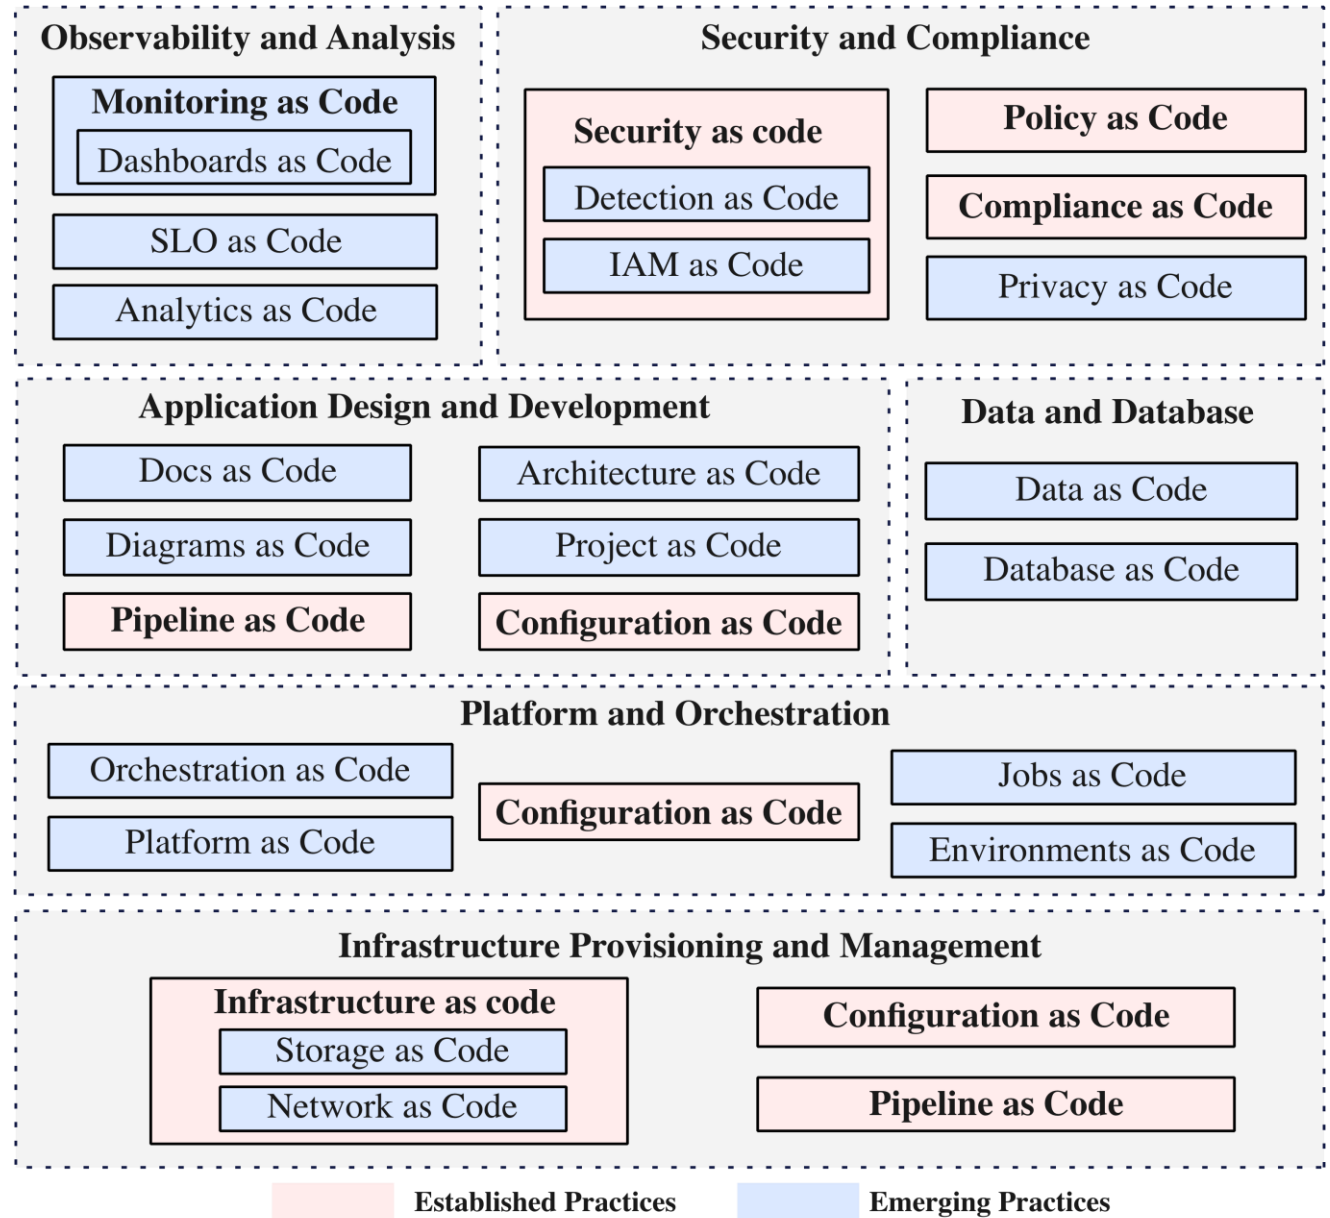 Observability and Analysis
Monitoring as Code
Dashboards as Code
SLO as Code
Analytics as Code
Security and Compliance
Security as code
Detection as Code
IAM as Code
Policy as Code
Compliance as Code
Privacy as Code
Application Design and Development
Docs as Code
Diagrams as Code
Pipeline as Code
Architecture as Code
Project as Code
Configuration as Code
Data and Database
Data as Code
Database as Code
Platform and Orchestration
Orchestration as Code
Platform as Code
Configuration as Code
Jobs as Code
Environments as Code
Infrastructure Provisioning and Management
Infrastructure as code
Storage as Code
Network as Code
Configuration as Code
Pipeline as Code
Established Practices
Emerging Practices